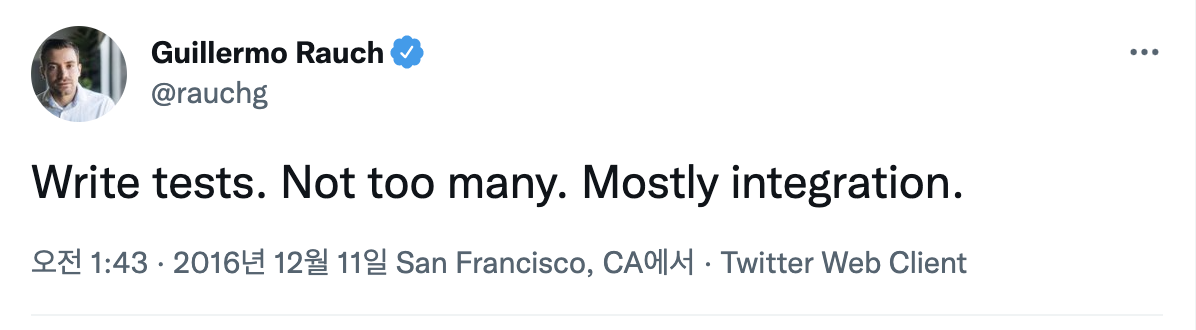 Guillermo Rauch
@rauchg
Write tests. Not too many. Mostly integration.
오전 1:43 · 2016년 12월 11일 San Francisco, CA에서 · Twitter Web Client